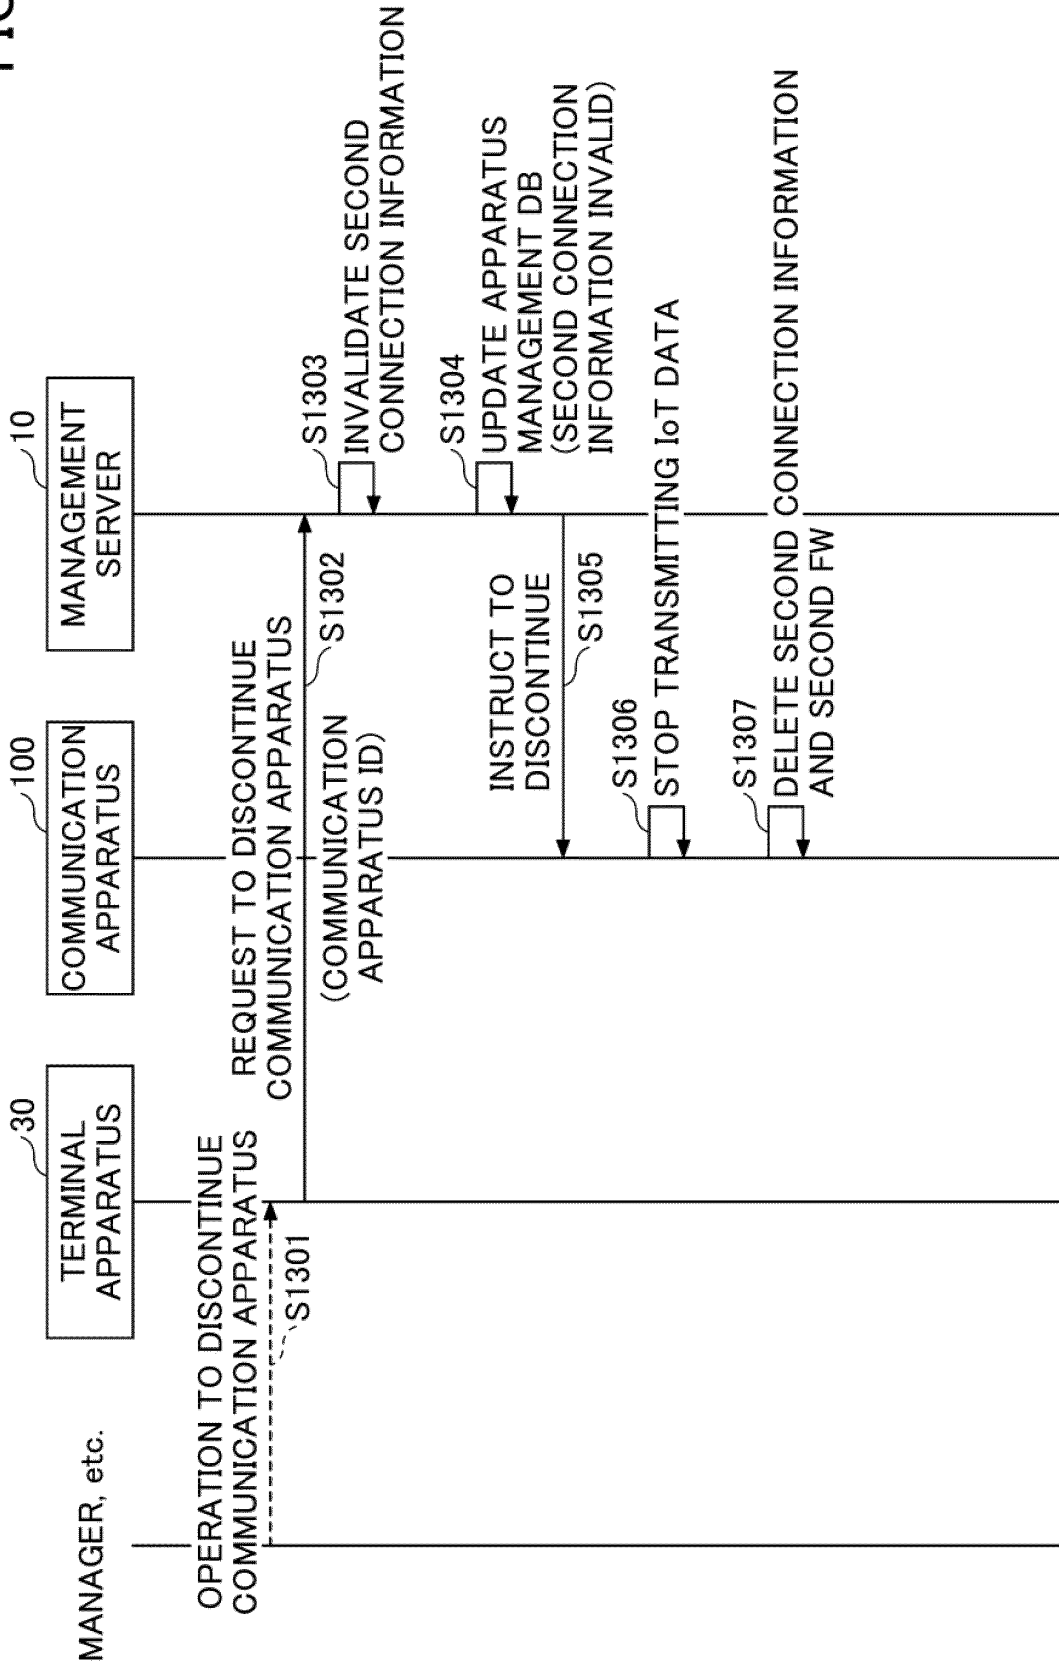 MANAGER, etc.
30
TERMINAL
APPARATUS
100
COMMUNICATION
APPARATUS
10
MANAGEMENT
SERVER
OPERATION TO DISCONTINUE
COMMUNICATION APPARATUS
S1301
REQUEST TO DISCONTINUE
COMMUNICATION APPARATUS
S1302
(COMMUNICATION
APPARATUS ID)
S1303
INVALIDATE SECOND
CONNECTION INFORMATION
S1304
UPDATE APPARATUS
MANAGEMENT DB
(SECOND CONNECTION
INFORMATION INVALID)
INSTRUCT TO
DISCONTINUE
S1305
S1306
STOP TRANSMITTING IoT DATA
S1307
DELETE SECOND CONNECTION INFORMATION
AND SECOND FW